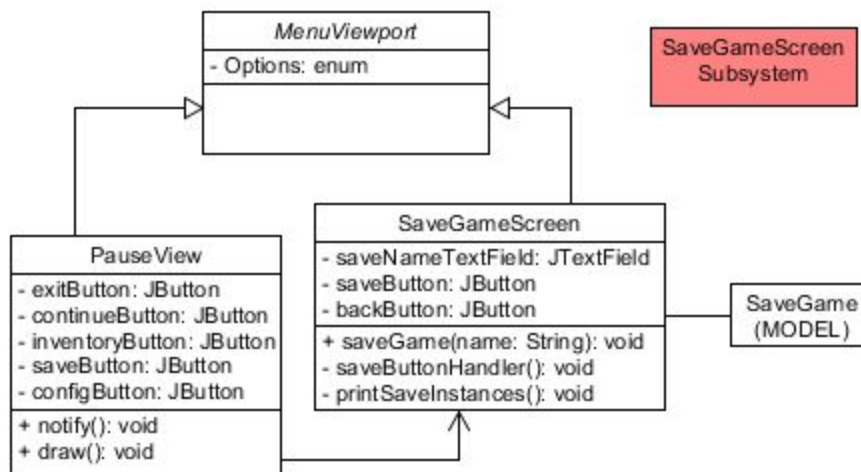 MenuViewport
- Options: enum
SaveGameScreen
Subsystem
PauseView
- exitButton: JButton
- continueButton: JButton
- inventoryButton: JButton
- saveButton: JButton
- configButton: JButton
+ notify(): void
+ draw(): void
SaveGameScreen
- saveNameTextField: JTextField
- saveButton: JButton
- backButton: JButton
+ saveGame(name: String): void
- saveButtonHandler(): void
- printSaveInstances(): void
SaveGame
(MODEL)